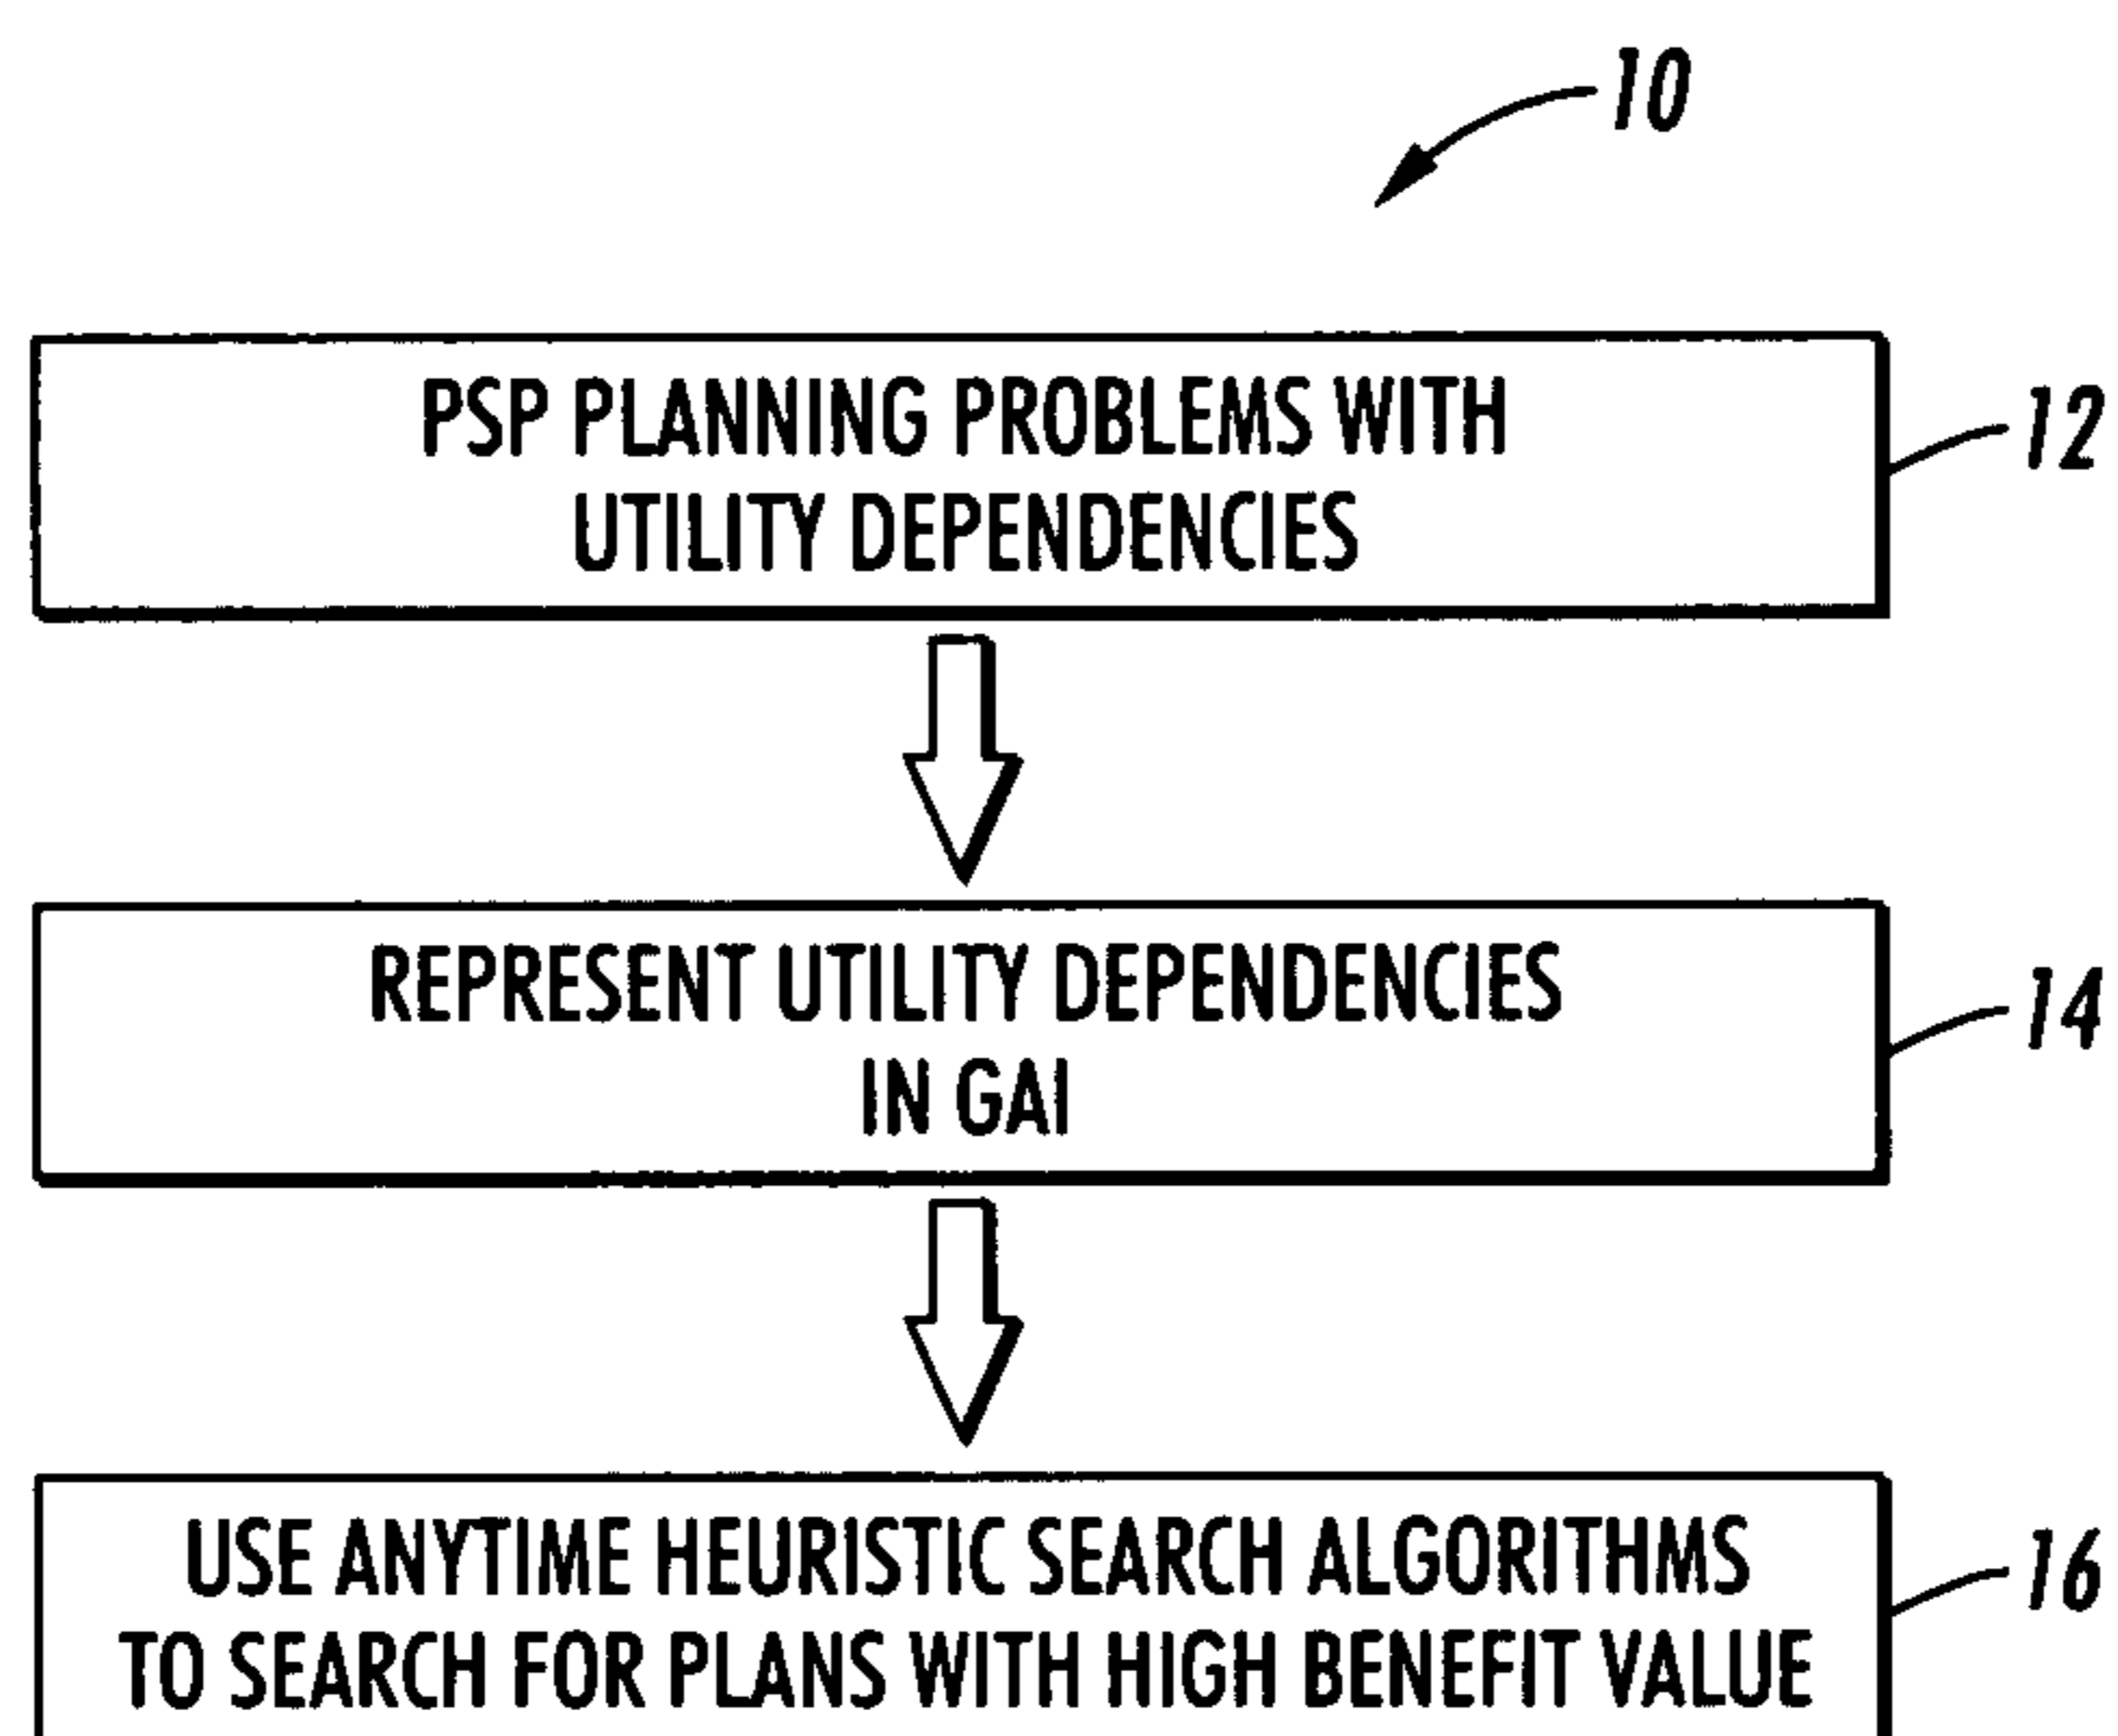 10
PSP PLANNING PROBLEMS WITH
UTILITY DEPENDENCIES
12
REPRESENT UTILITY DEPENDENCIES
IN GAI
14
USE ANYTIME HEURISTIC SEARCH ALGORITHMS
TO SEARCH FOR PLANS WITH HIGH BENEFIT VALUE
16